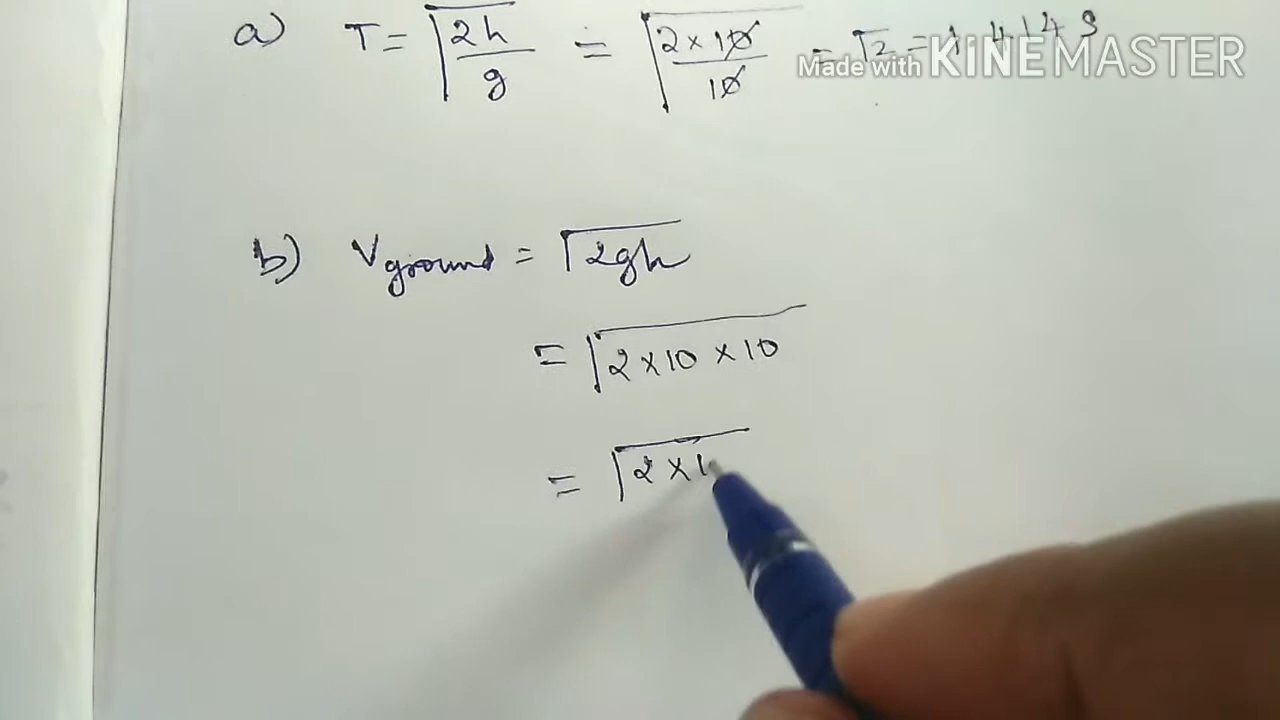 a) T = √(2h/g) = √(2 × 10/10) = √2 = 1.414 s
Made with KINEMASTER
b) Vground = √2gh
= √2 × 10 × 10
= √2 × 1